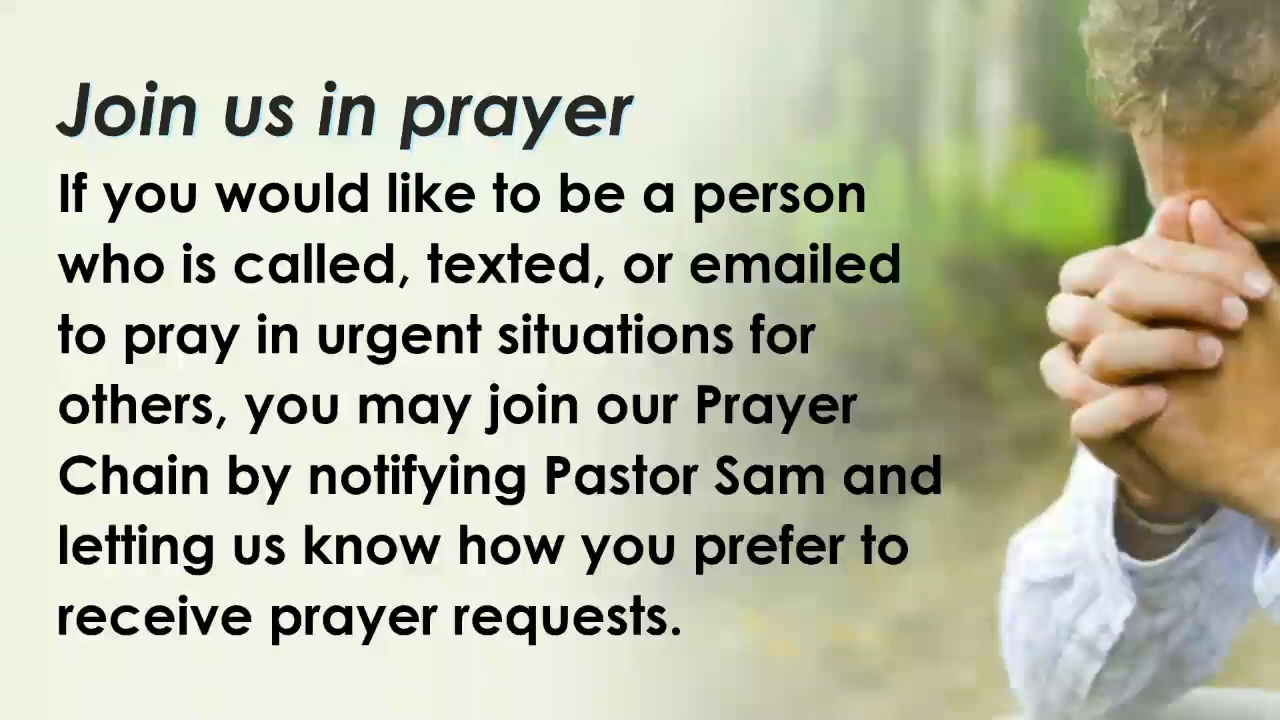 Join us in prayer
If you would like to be a person
who is called, texted, or emailed
to pray in urgent situations for
others, you may join our Prayer
Chain by notifying Pastor Sam and
letting us know how you prefer to
receive prayer requests.